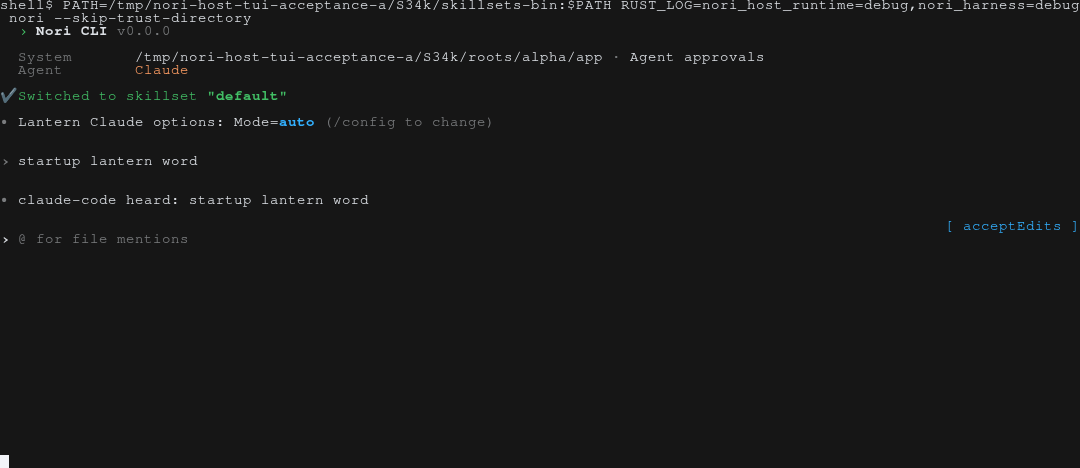 shell$ PATH=/tmp/nori-host-tui-acceptance-a/S34k/skillsets-bin:$PATH RUST_LOG=nori_host_runtime=debug,nori_harness=debug
nori --skip-trust-directory
› Nori CLI v0.0.0
System /tmp/nori-host-tui-acceptance-a/S34k/roots/alpha/app · Agent approvals
Agent Claude
✔Switched to skillset "default"
• Lantern Claude options: Mode=auto (/config to change)
› startup lantern word
• claude-code heard: startup lantern word
[ acceptEdits ]
› @ for file mentions